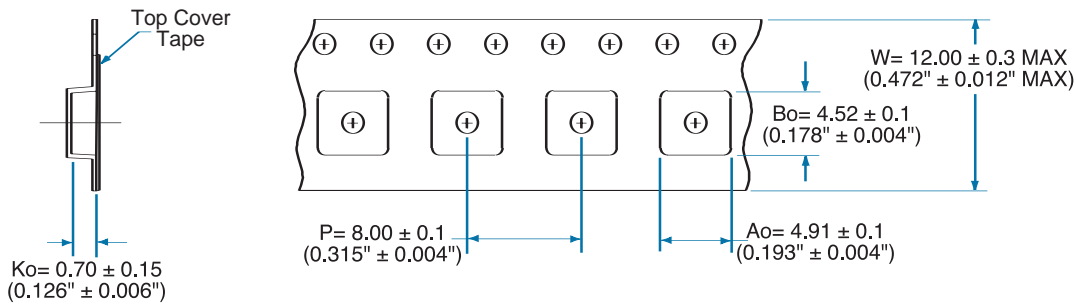 Top Cover
Tape
W= 12.00 ± 0.3 MAX
(0.472" ± 0.012" MAX)
Bo= 4.52 ± 0.1
(0.178" ± 0.004")
P= 8.00 ± 0.1
(0.315" ± 0.004")
Ao= 4.91 ± 0.1
(0.193" ± 0.004")
Ko= 0.70 ± 0.15
(0.126" ± 0.006")